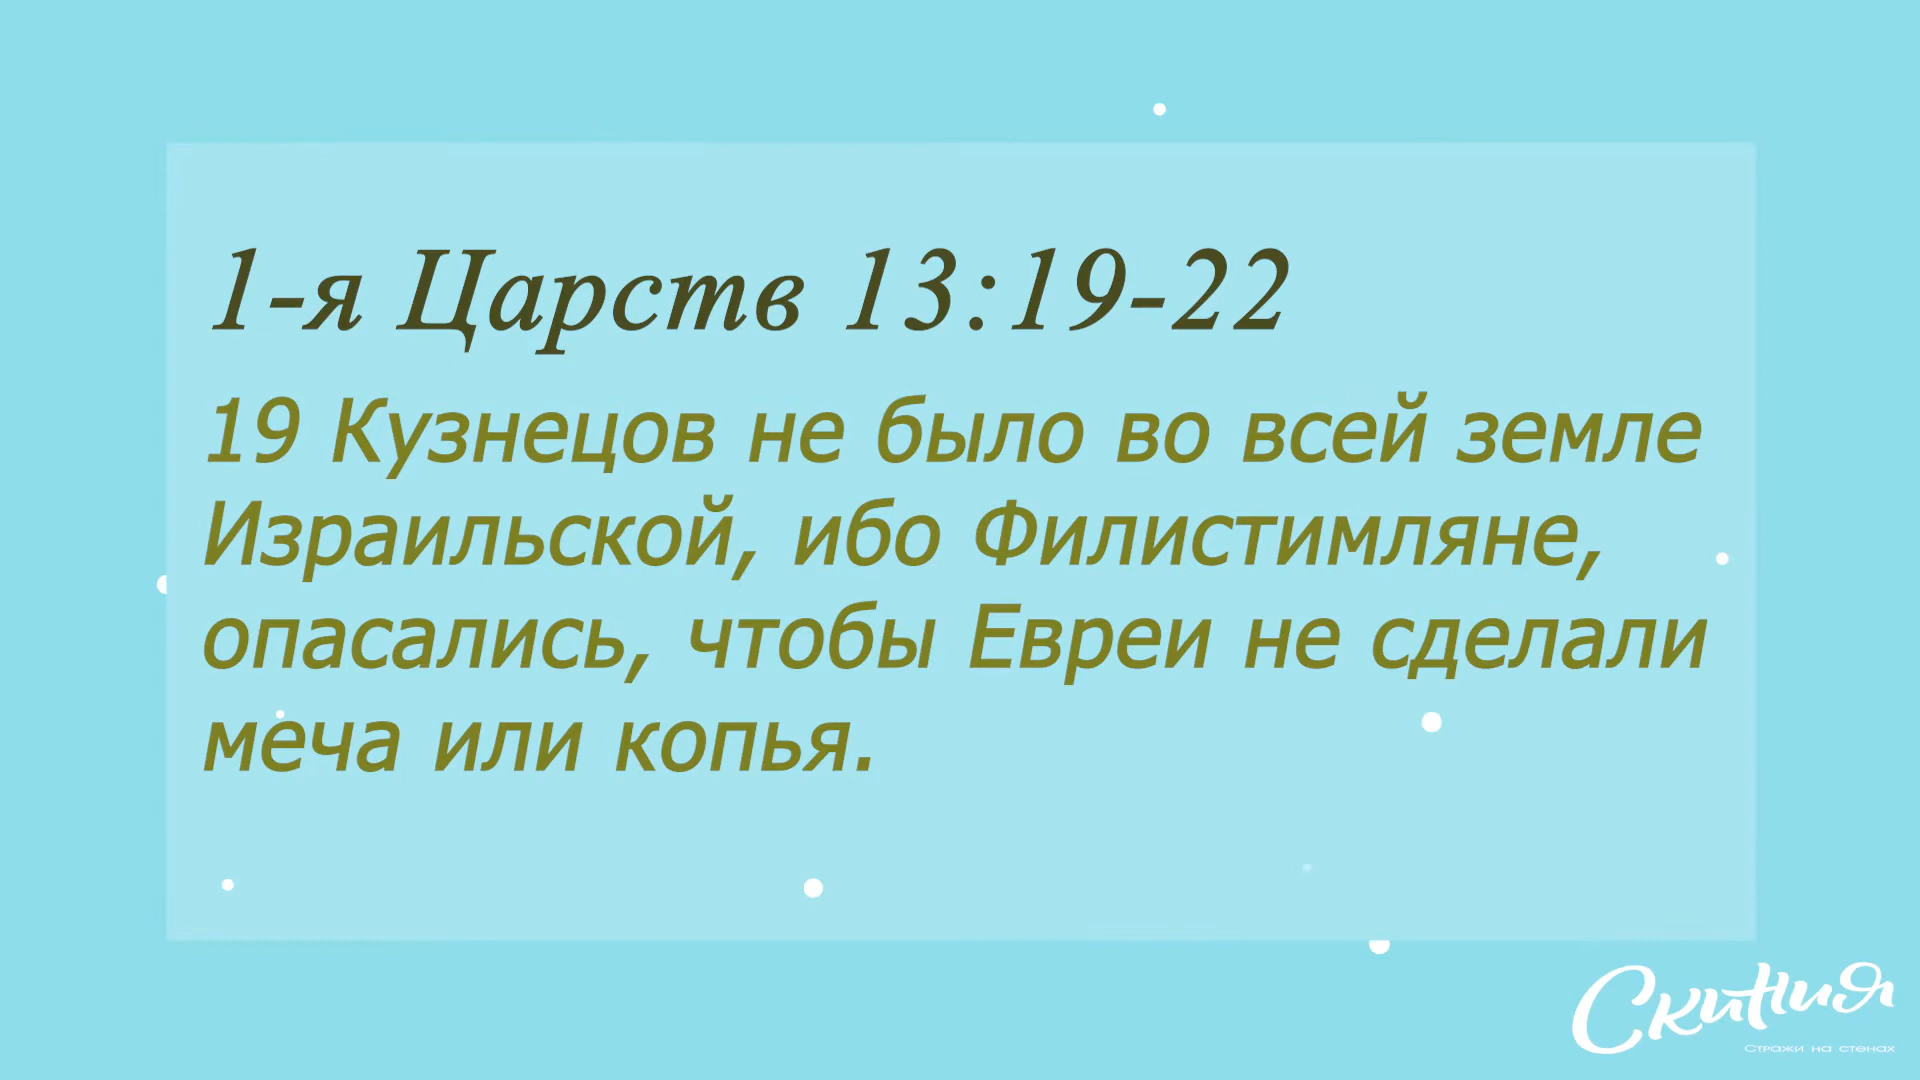 1-я Царств 13:19-22
19 Кузнецов не было во всей земле
Израильской, ибо Филистимляне,
опасались, чтобы Евреи не сделали
меча или копья.
Скиния
Стражи на стенах